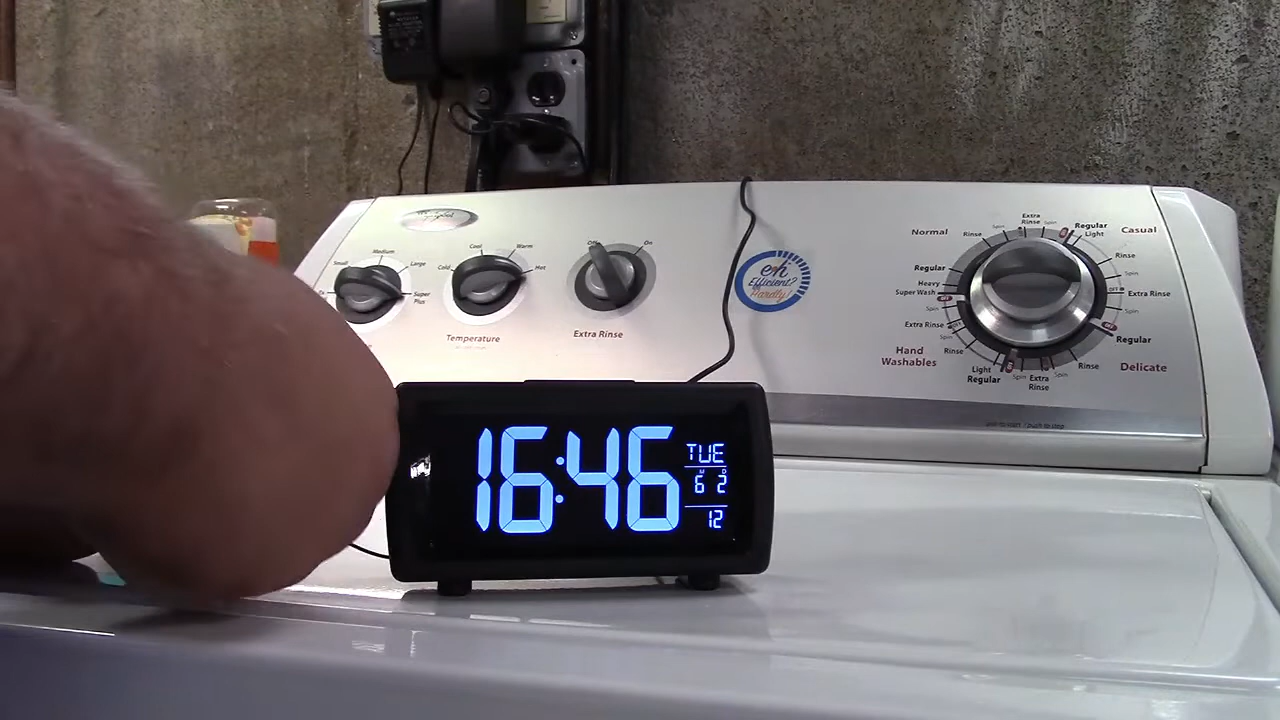 Whirlpool
Small
Medium
Large
Super
Plus
Cold
Cool
Warm
Hot
Temperature
Off
On
Extra Rinse
eh
Efficient?
Hardly!
Normal
Rinse
Extra
Rinse
Spin
Regular
Light
Casual
Rinse
Spin
OFF
Extra Rinse
Spin
Regular
Delicate
Rinse
Extra
Rinse
Spin
Light
Regular
Hand
Washables
Rinse
Spin
Extra Rinse
Spin
Heavy
Super Wash
Regular
16:46
TUE
6 2
12